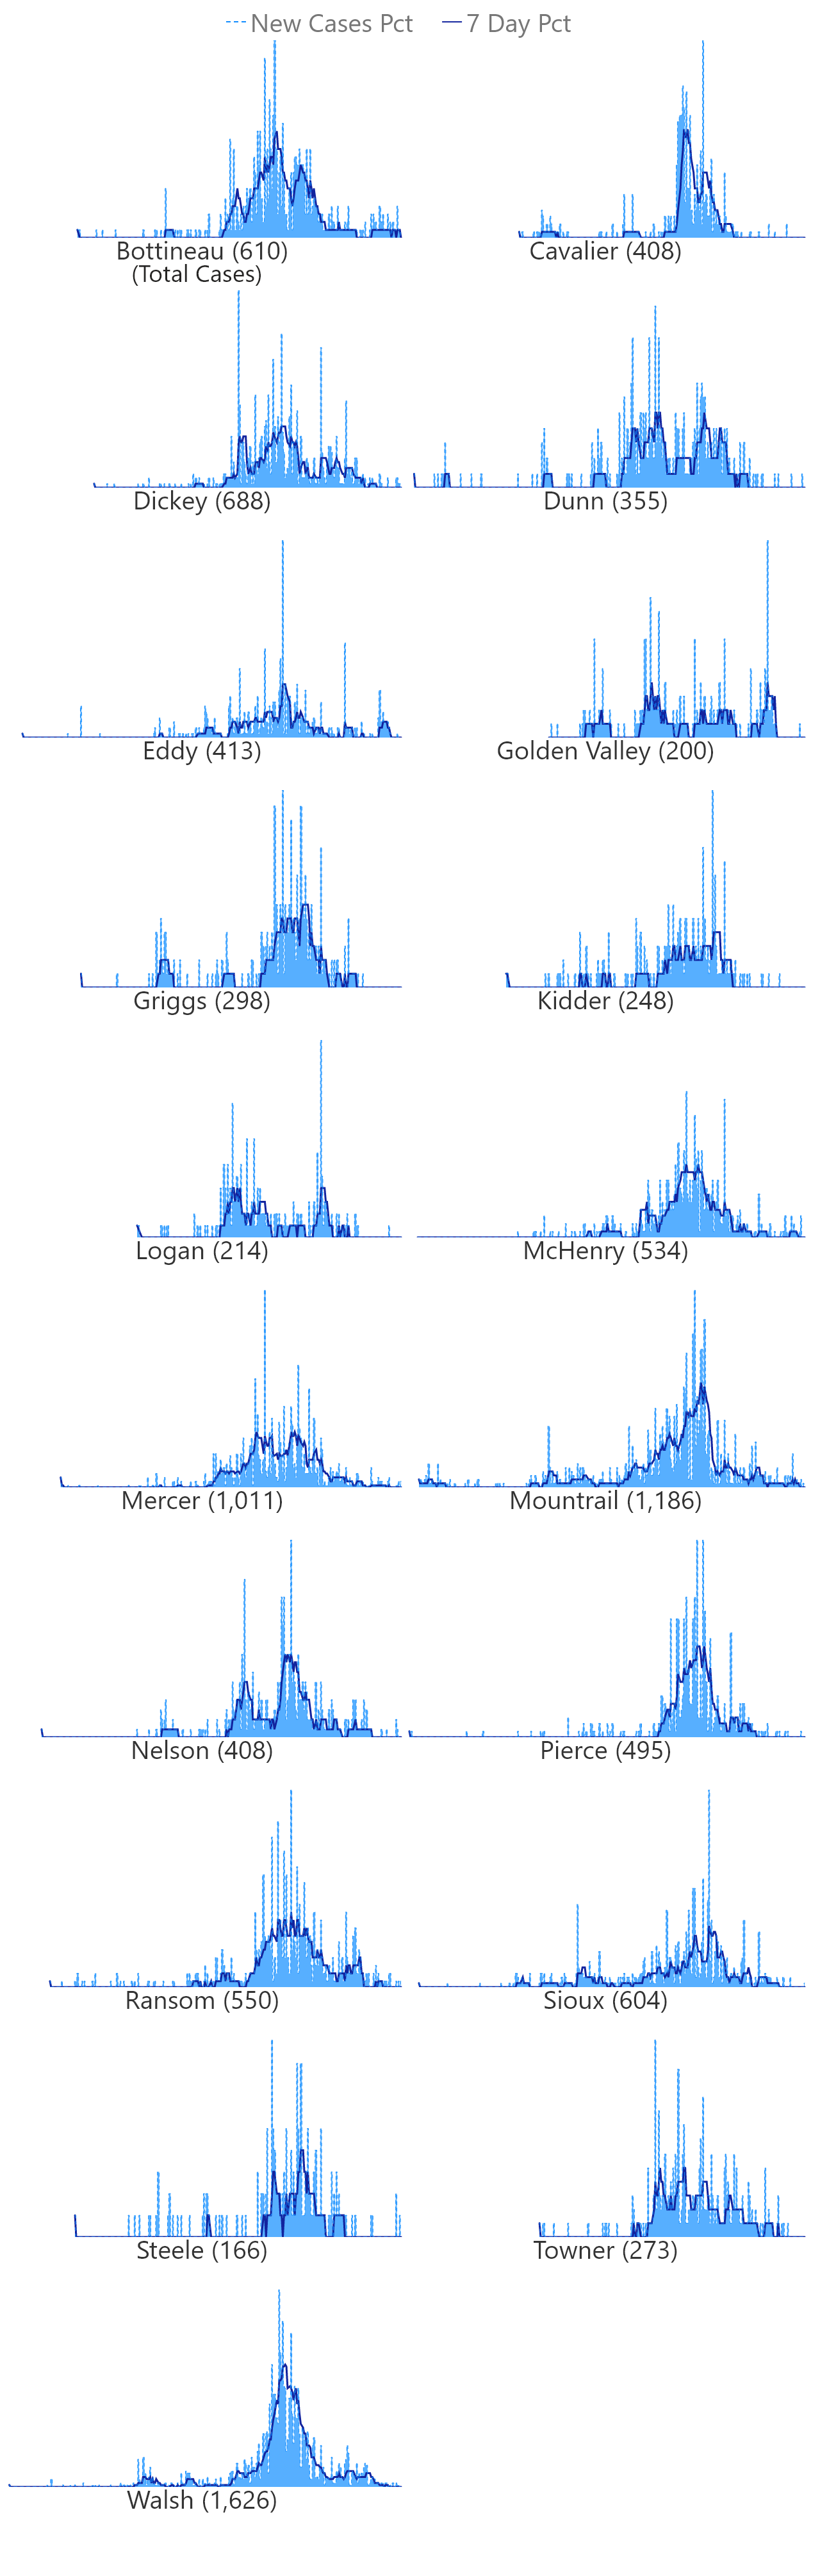 New Cases Pct 7 Day Pct
Bottineau (610) Cavalier (408)
(Total Cases)
Dickey (688) Dunn (355)
Eddy (413) Golden Valley (200)
Griggs (298) Kidder (248)
Logan (214) McHenry (534)
Mercer (1,011) Mountrail (1,186)
Nelson (408) Pierce (495)
Ransom (550) Sioux (604)
Steele (166) Towner (273)
Walsh (1,626)